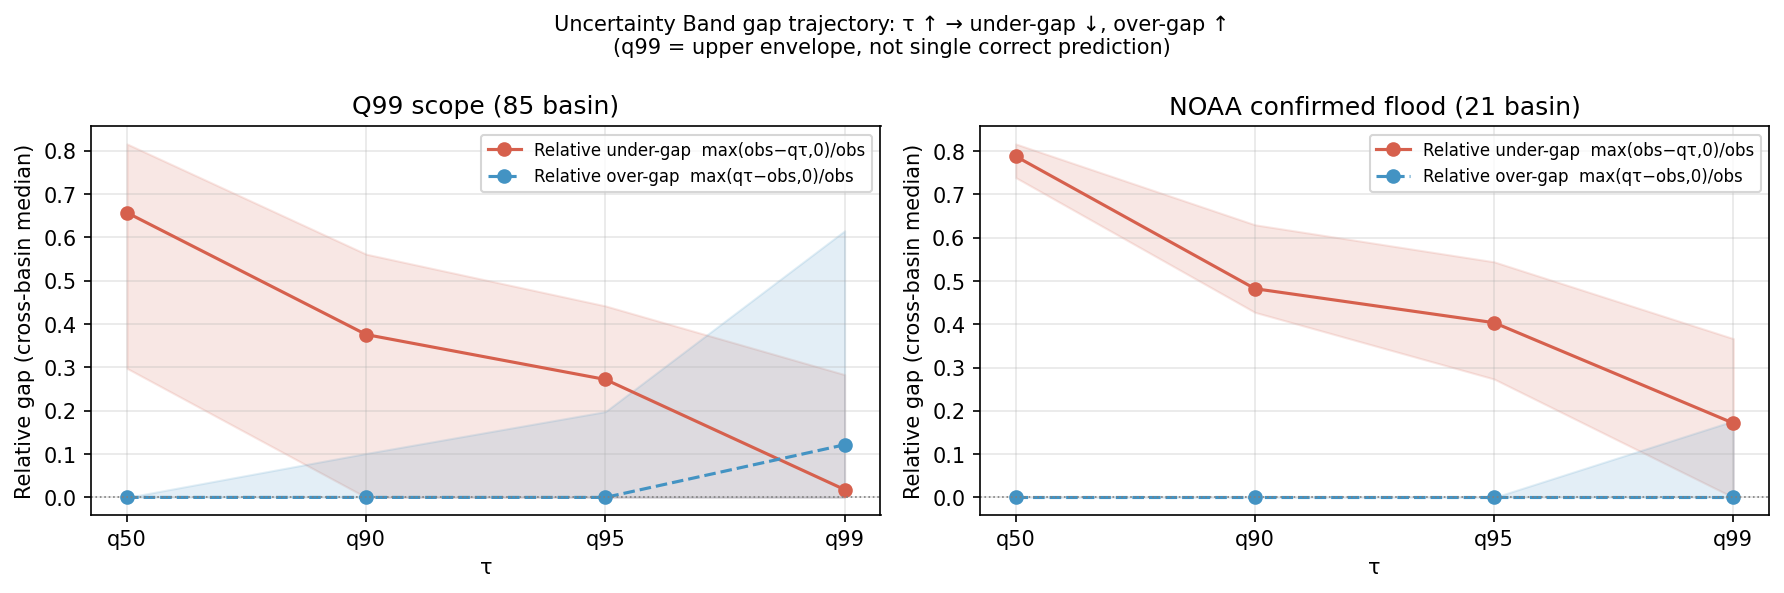 Uncertainty Band gap trajectory: τ ↑ → under-gap ↓, over-gap ↑
(q99 = upper envelope, not single correct prediction)
Q99 scope (85 basin)
Relative gap (cross-basin median)
0.8
0.7
0.6
0.5
0.4
0.3
0.2
0.1
0.0
Relative under-gap max(obs−qτ,0)/obs
Relative over-gap max(qτ−obs,0)/obs
q50
q90
q95
q99
τ
NOAA confirmed flood (21 basin)
Relative gap (cross-basin median)
0.8
0.7
0.6
0.5
0.4
0.3
0.2
0.1
0.0
Relative under-gap max(obs−qτ,0)/obs
Relative over-gap max(qτ−obs,0)/obs
q50
q90
q95
q99
τ